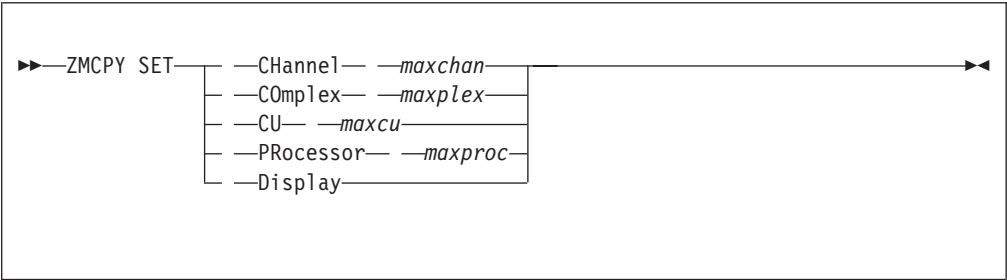 ZMCPY SET CHannel maxchan
COmplex maxplex
CU maxcu
PRocessor maxproc
Display